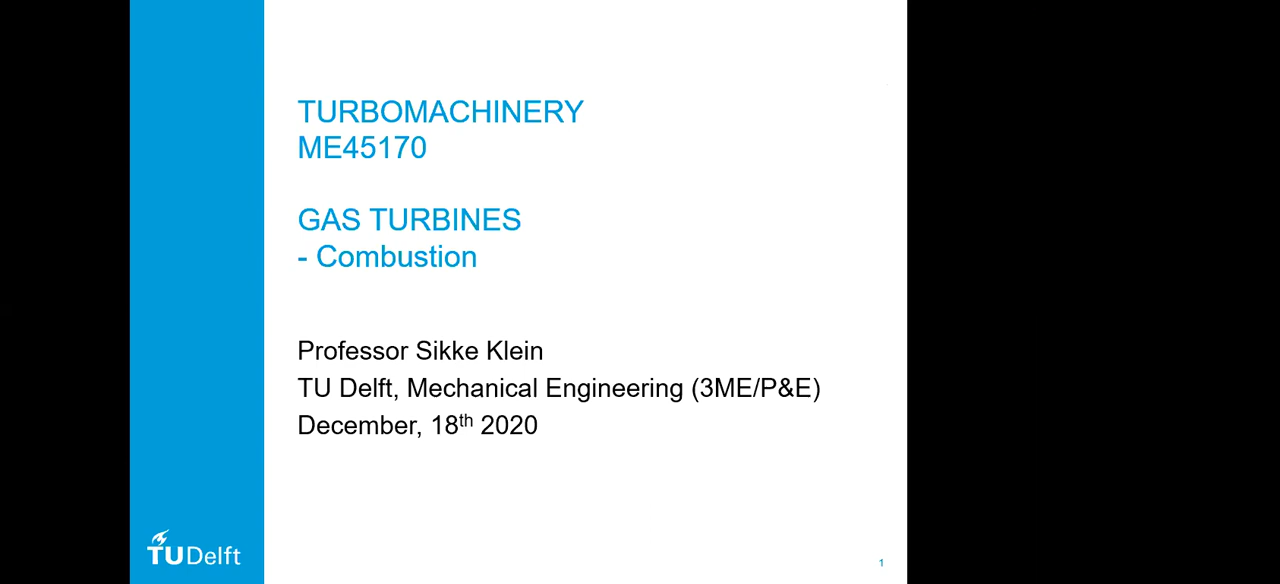 TURBOMACHINERY
ME45170
GAS TURBINES
- Combustion
Professor Sikke Klein
TU Delft, Mechanical Engineering (3ME/P&E)
December, 18th 2020
TUDelft
1